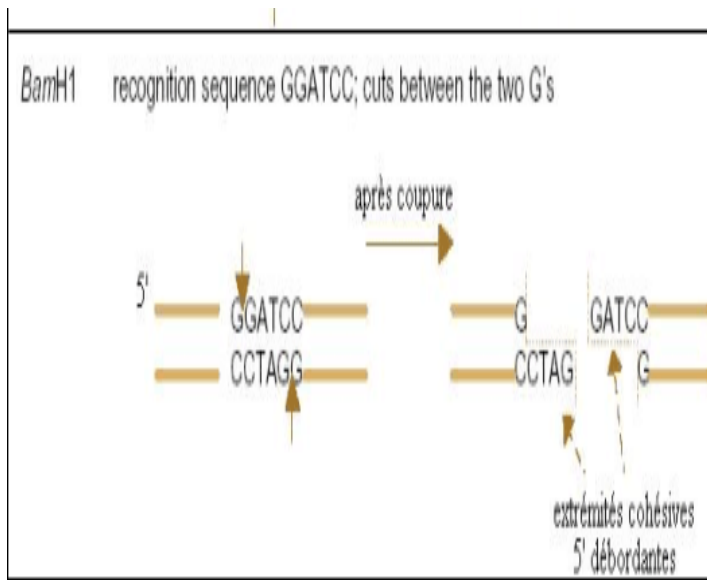 BamH1 recognition sequence GGATCC; cuts between the two G's
après coupure
5'
GGATCC G GATCC
CCTAGG CCTAG G
extrémités cohésives
5' débordantes